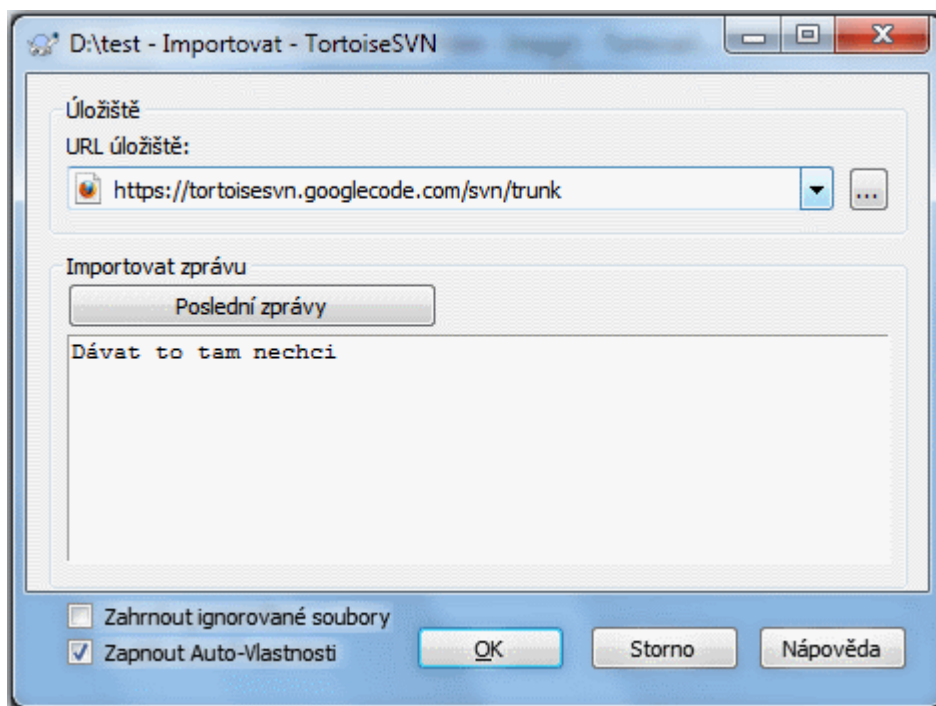 D:\test - Importovat - TortoiseSVN
Úložiště
URL úložiště:
https://tortoisesvn.googlecode.com/svn/trunk
...
Importovat zprávu
Poslední zprávy
Dávat to tam nechci
Zahrnout ignorované soubory
Zapnout Auto-Vlastnosti
OK Storno Nápověda